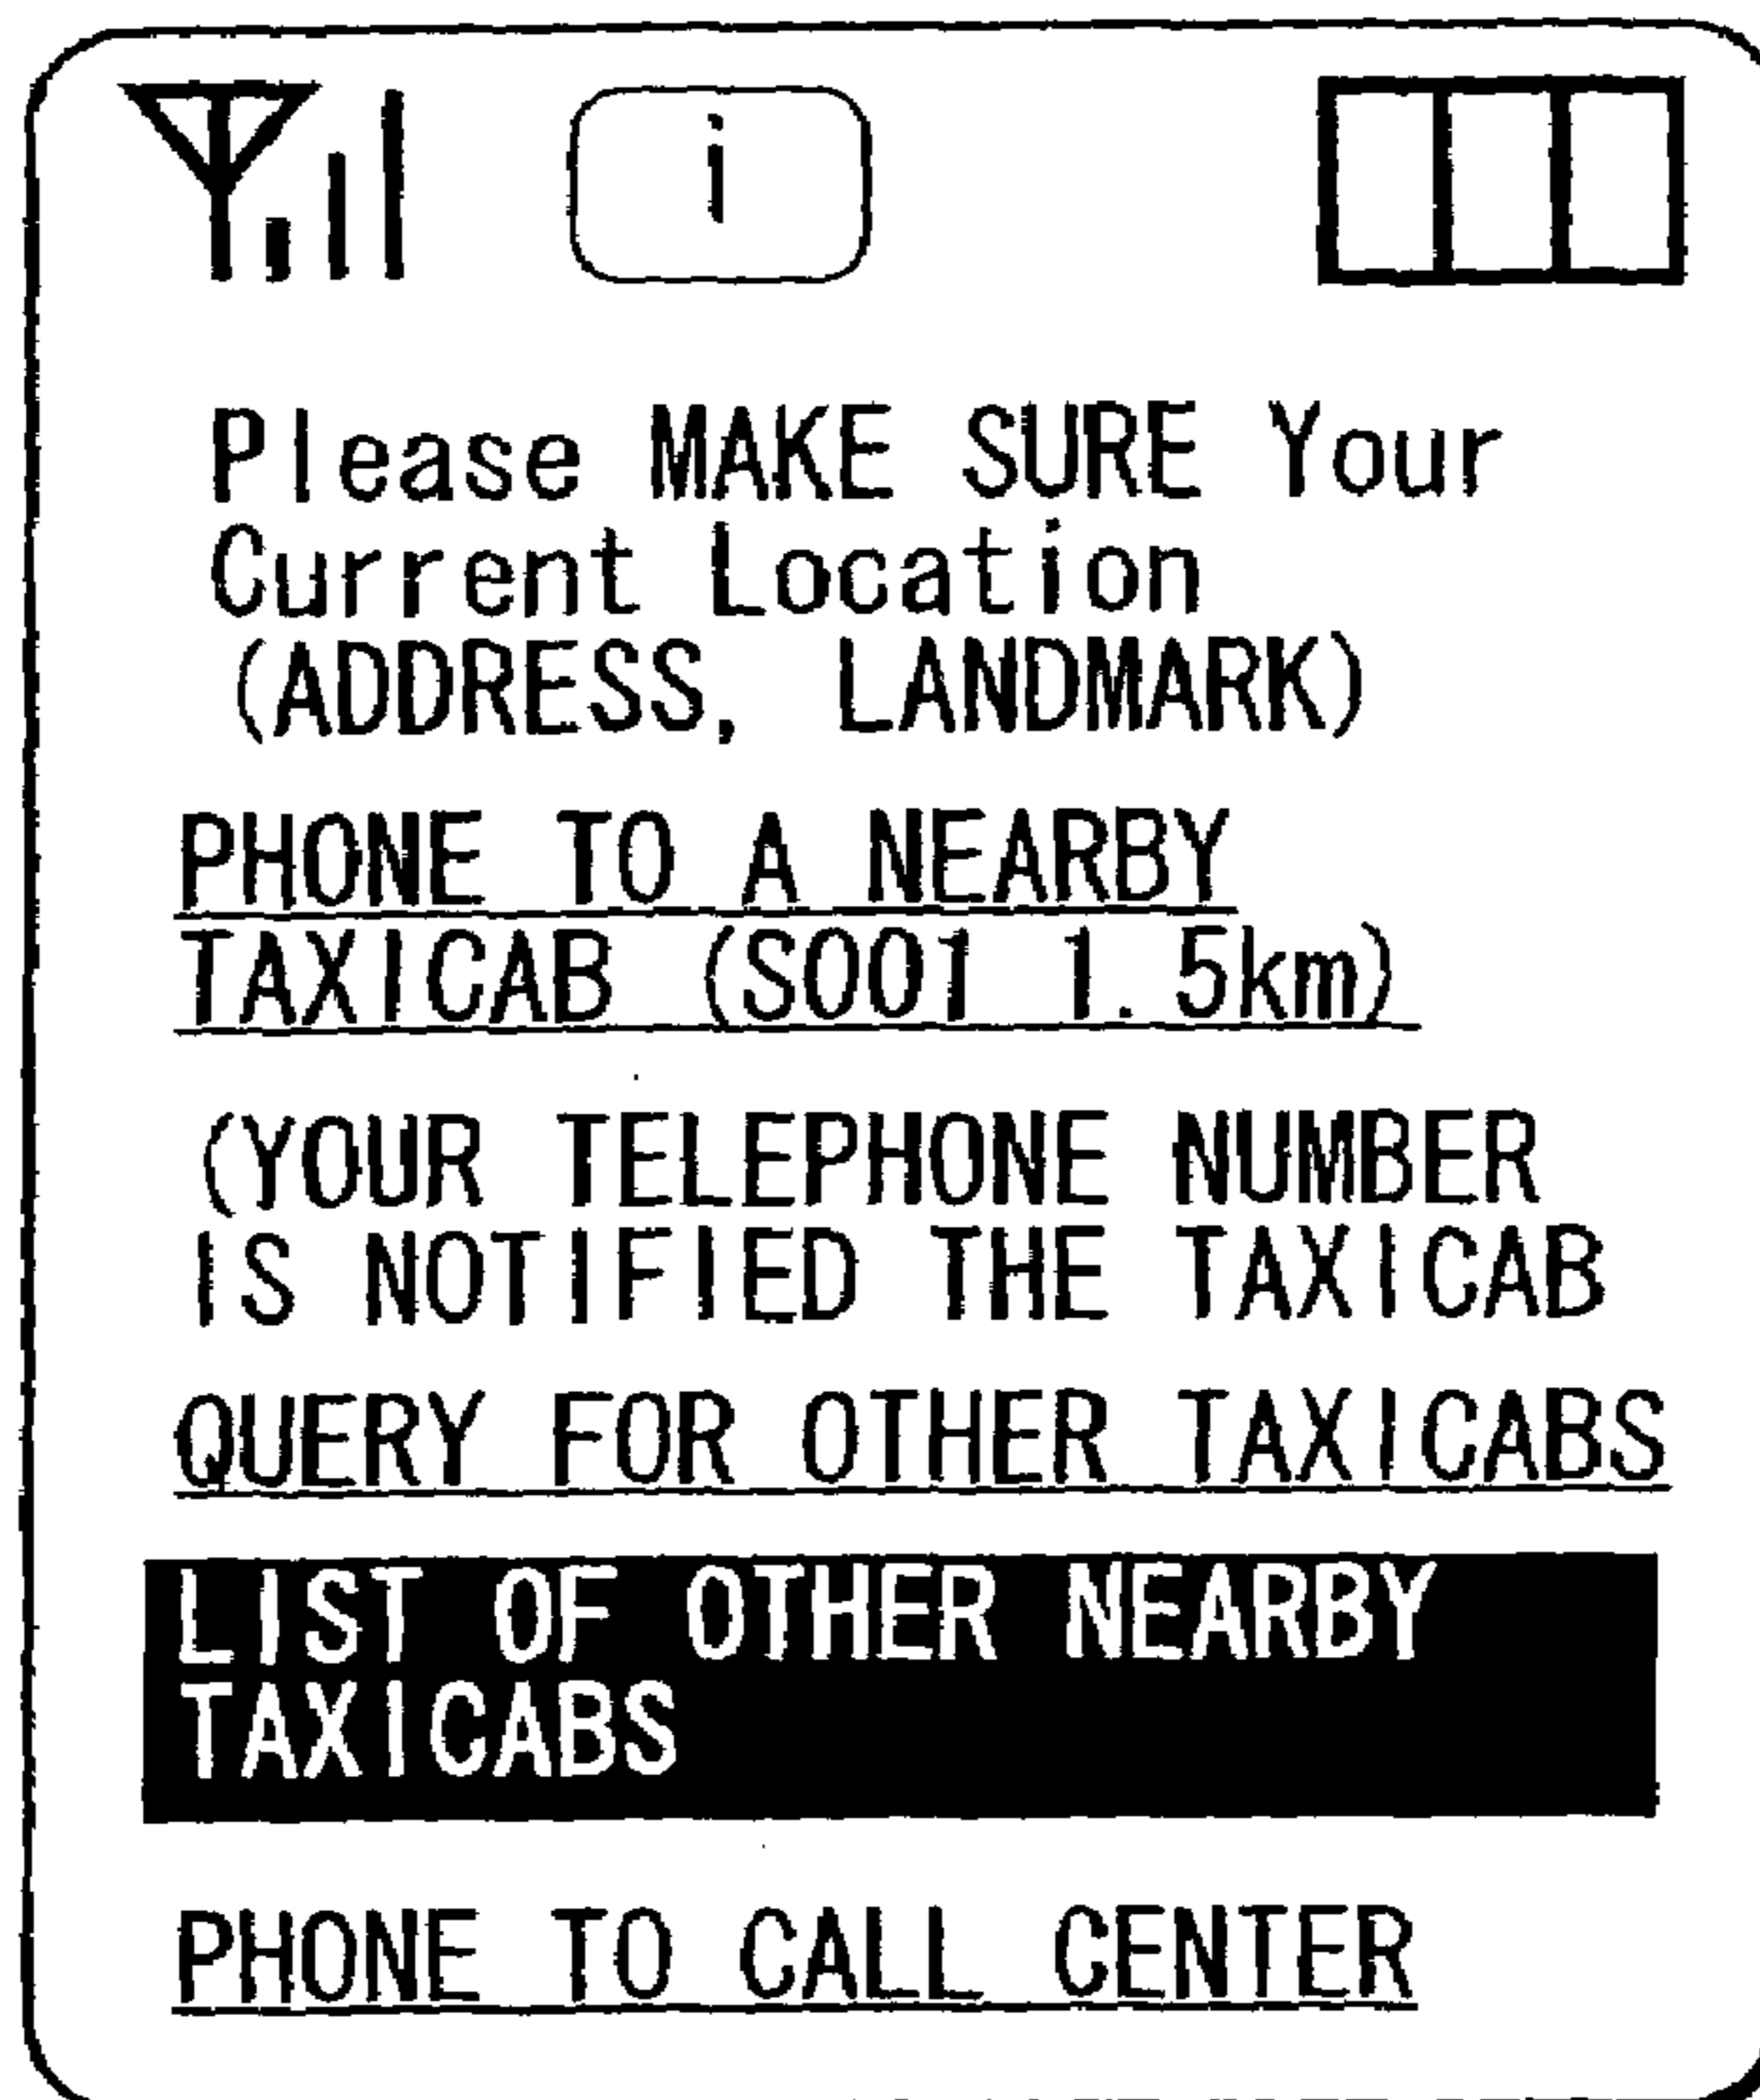 i
Please MAKE SURE Your
Current Location
(ADDRESS, LANDMARK)
PHONE TO A NEARBY
TAXICAB (S001 1.5km)
(YOUR TELEPHONE NUMBER
IS NOTIFIED THE TAXICAB
QUERY FOR OTHER TAXICABS
LIST OF OTHER NEARBY
TAXICABS
PHONE TO CALL CENTER